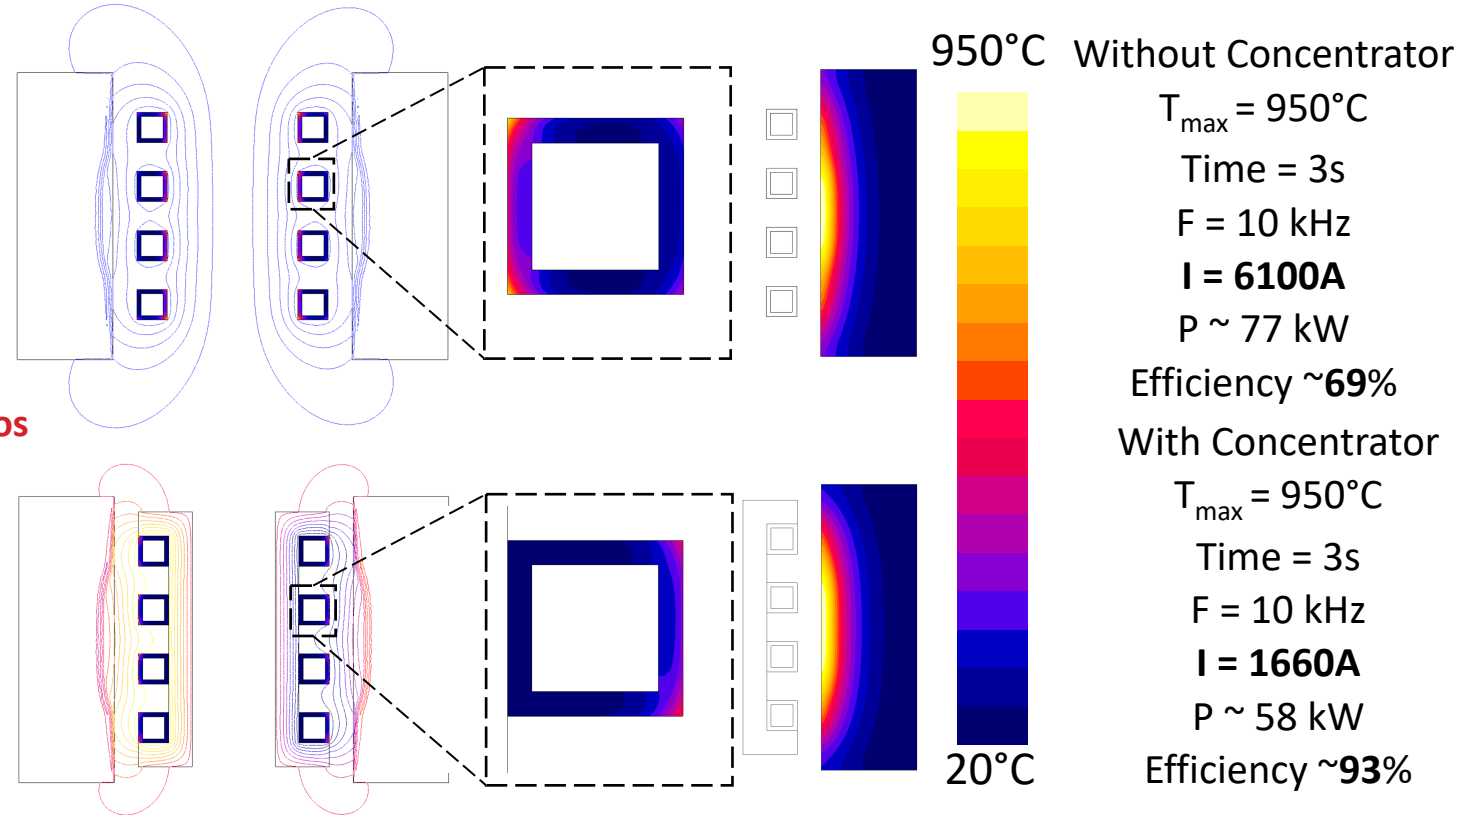 950°C
20°C
Without Concentrator
Tmax = 950°C
Time = 3s
F = 10 kHz
I = 6100A
P ~ 77 kW
Efficiency ~69%
os
With Concentrator
Tmax = 950°C
Time = 3s
F = 10 kHz
I = 1660A
P ~ 58 kW
Efficiency ~93%